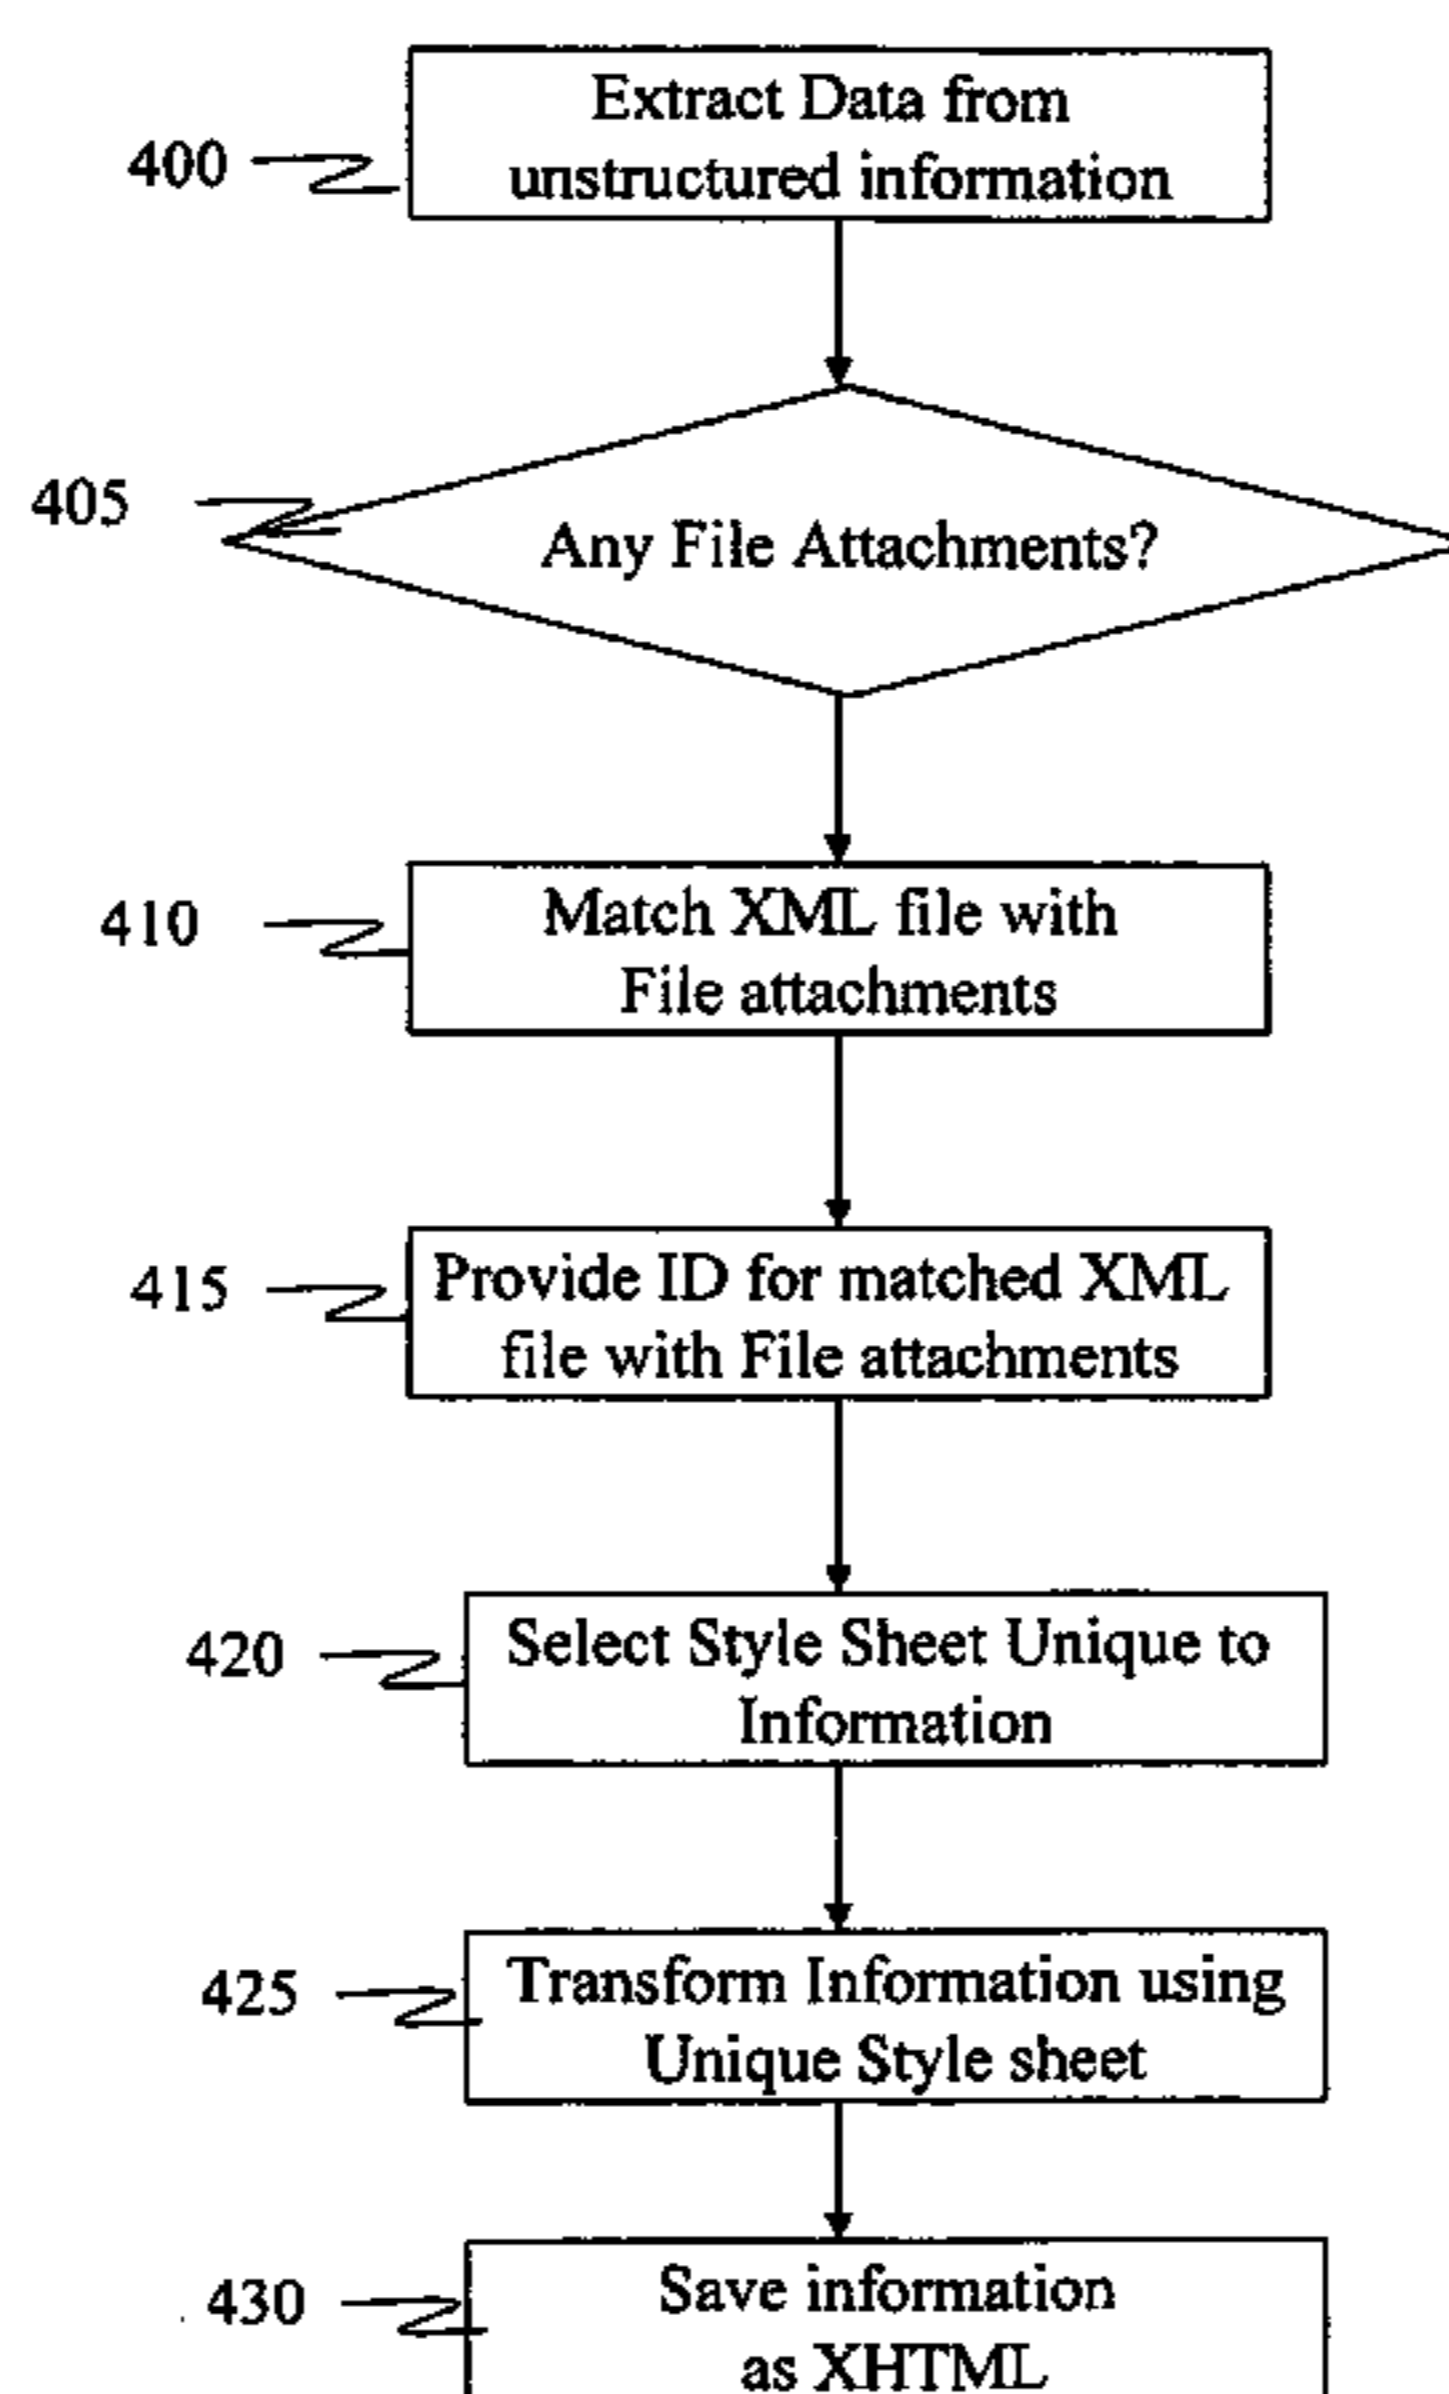 Extract Data from
unstructured information
400
405
Any File Attachments?
410
Match XML file with
File attachments
415
Provide ID for matched XML
file with File attachments
420
Select Style Sheet Unique to
Information
425
Transform Information using
Unique Style sheet
430
Save information
as XHTML